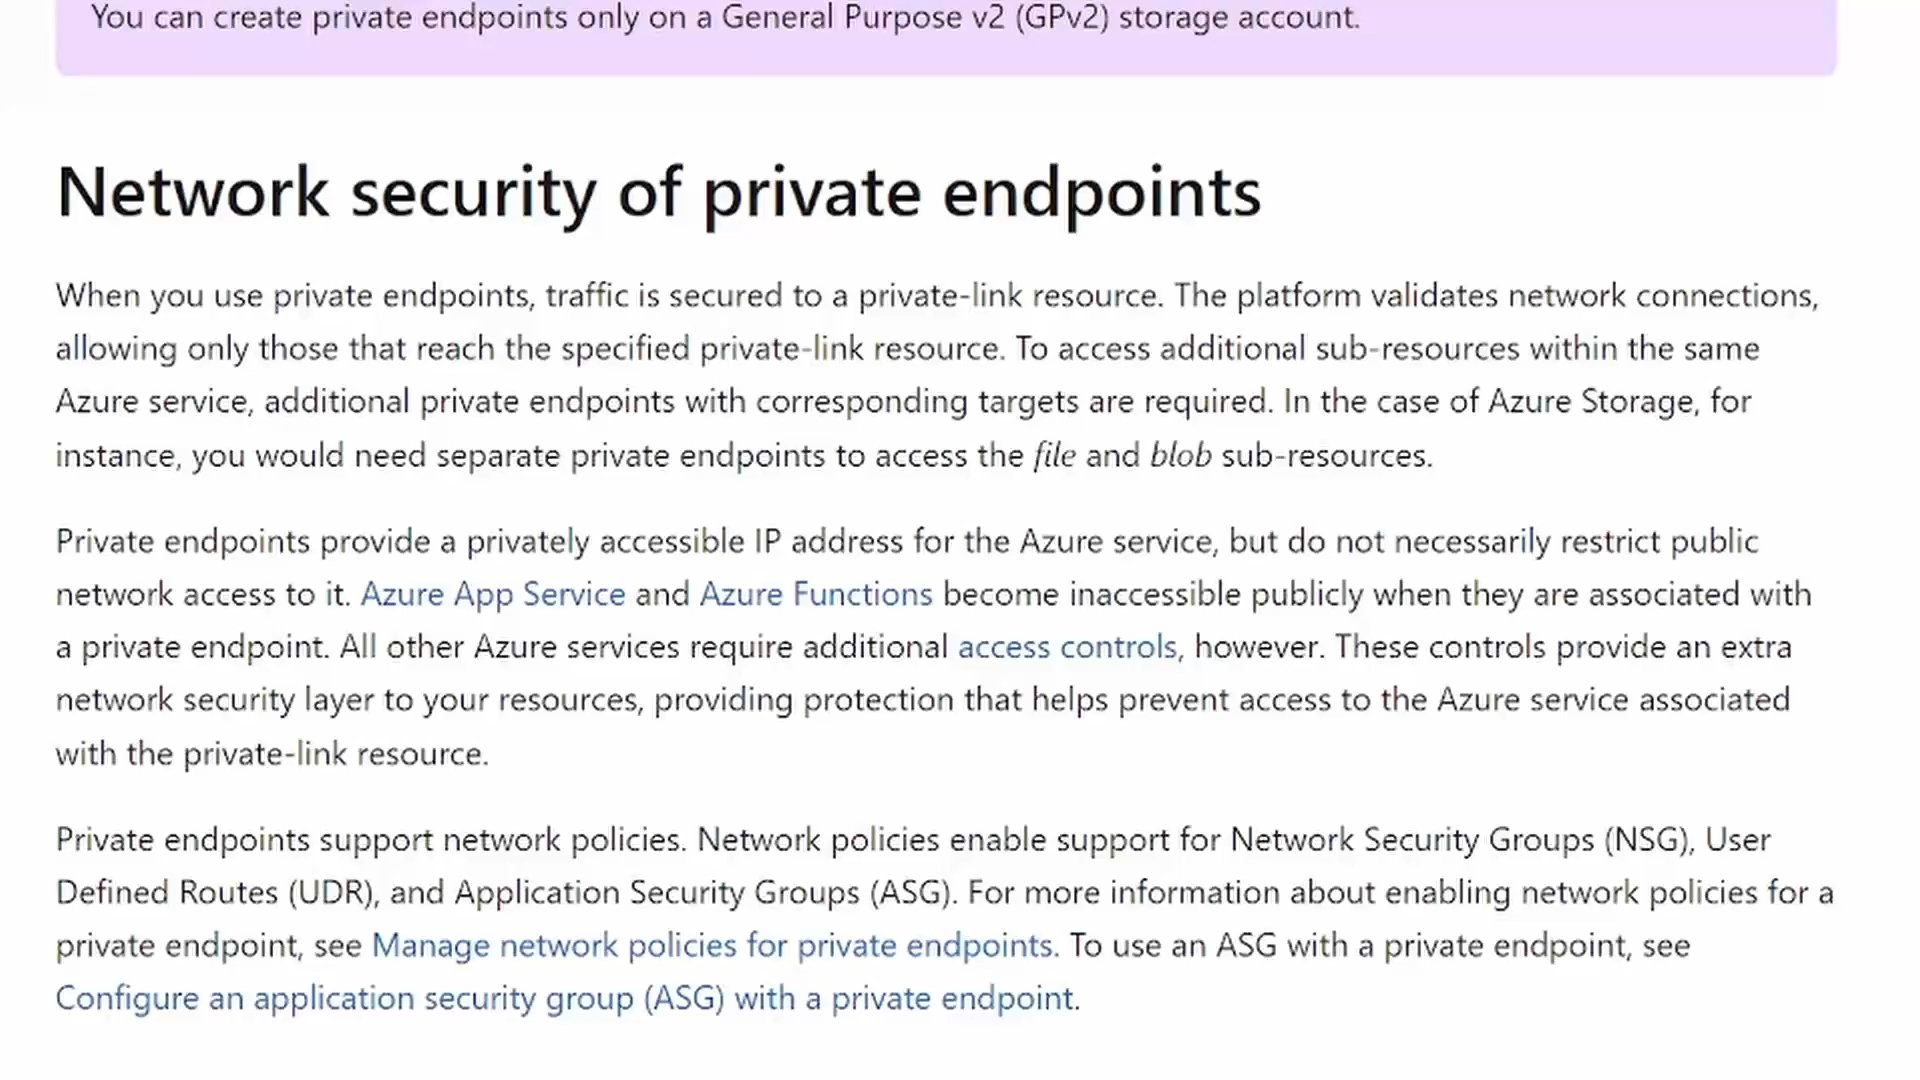 You can create private endpoints only on a General Purpose v2 (GPv2) storage account.
Network security of private endpoints
When you use private endpoints, traffic is secured to a private-link resource. The platform validates network connections,
allowing only those that reach the specified private-link resource. To access additional sub-resources within the same
Azure service, additional private endpoints with corresponding targets are required. In the case of Azure Storage, for
instance, you would need separate private endpoints to access the file and blob sub-resources.
Private endpoints provide a privately accessible IP address for the Azure service, but do not necessarily restrict public
network access to it. Azure App Service and Azure Functions become inaccessible publicly when they are associated with
a private endpoint. All other Azure services require additional access controls, however. These controls provide an extra
network security layer to your resources, providing protection that helps prevent access to the Azure service associated
with the private-link resource.
Private endpoints support network policies. Network policies enable support for Network Security Groups (NSG), User
Defined Routes (UDR), and Application Security Groups (ASG). For more information about enabling network policies for a
private endpoint, see Manage network policies for private endpoints. To use an ASG with a private endpoint, see
Configure an application security group (ASG) with a private endpoint.